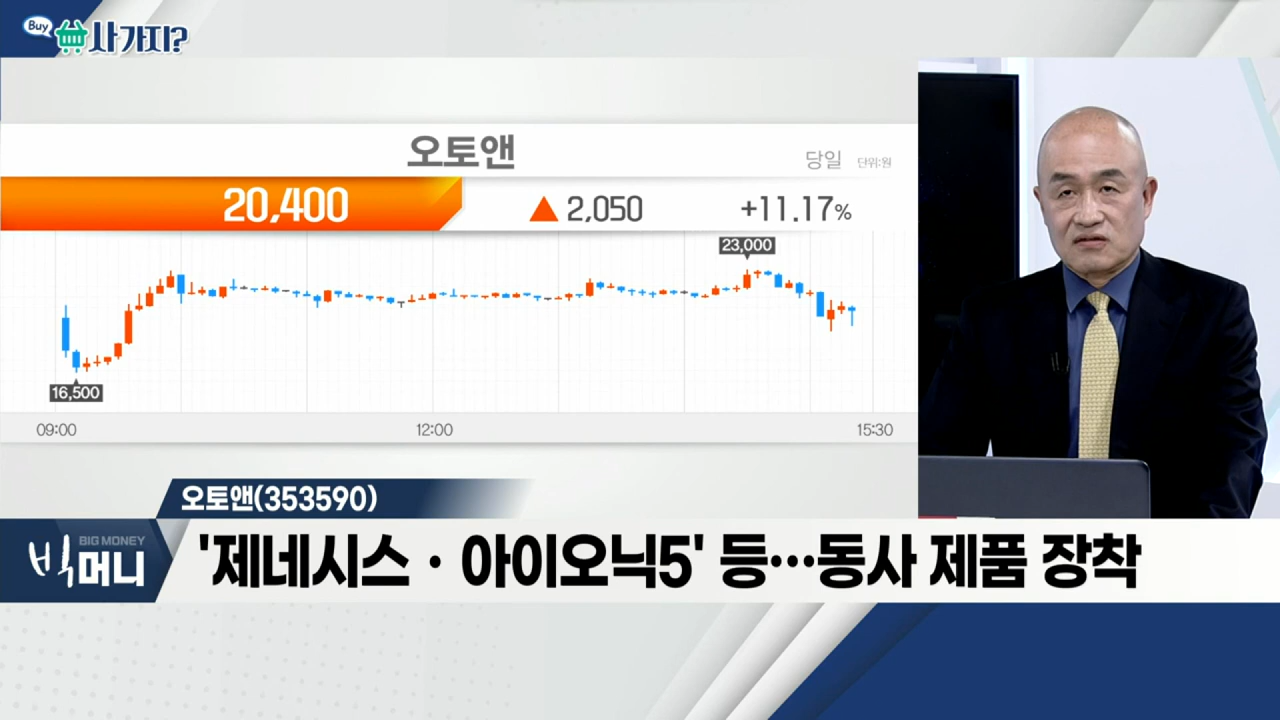 Buy 사가지?
오토앤
당일 단위:원
20,400 ▲ 2,050 +11.17%
23,000
16,500
09:00 12:00 15:30
오토앤(353590)
BIG MONEY
빅머니
'제네시스 · 아이오닉5' 등…동사 제품 장착